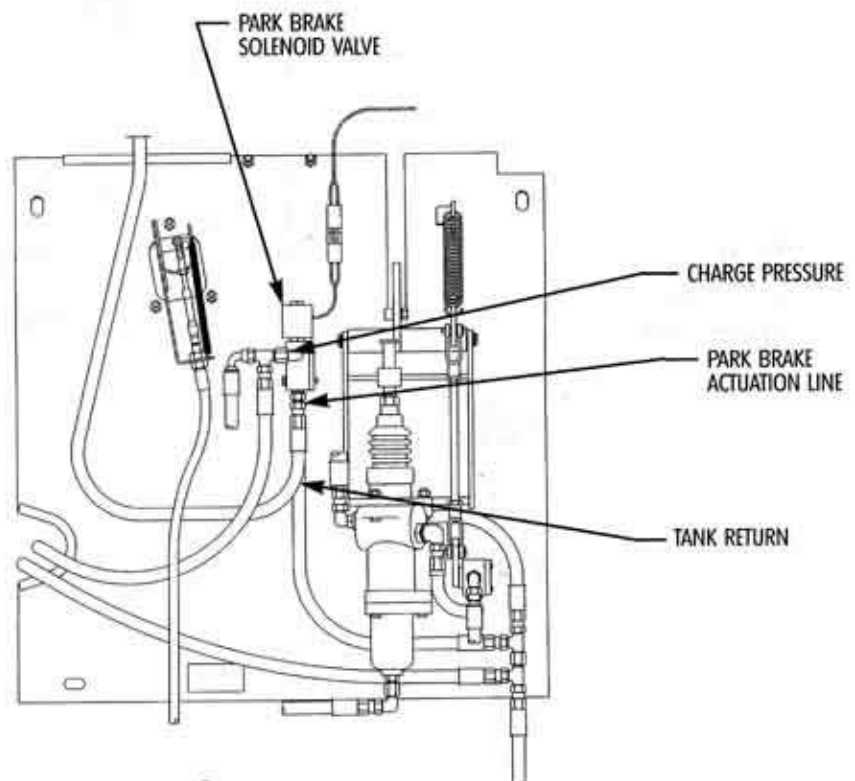 PARK BRAKE
SOLENOID VALVE
CHARGE PRESSURE
PARK BRAKE
ACTUATION LINE
TANK RETURN